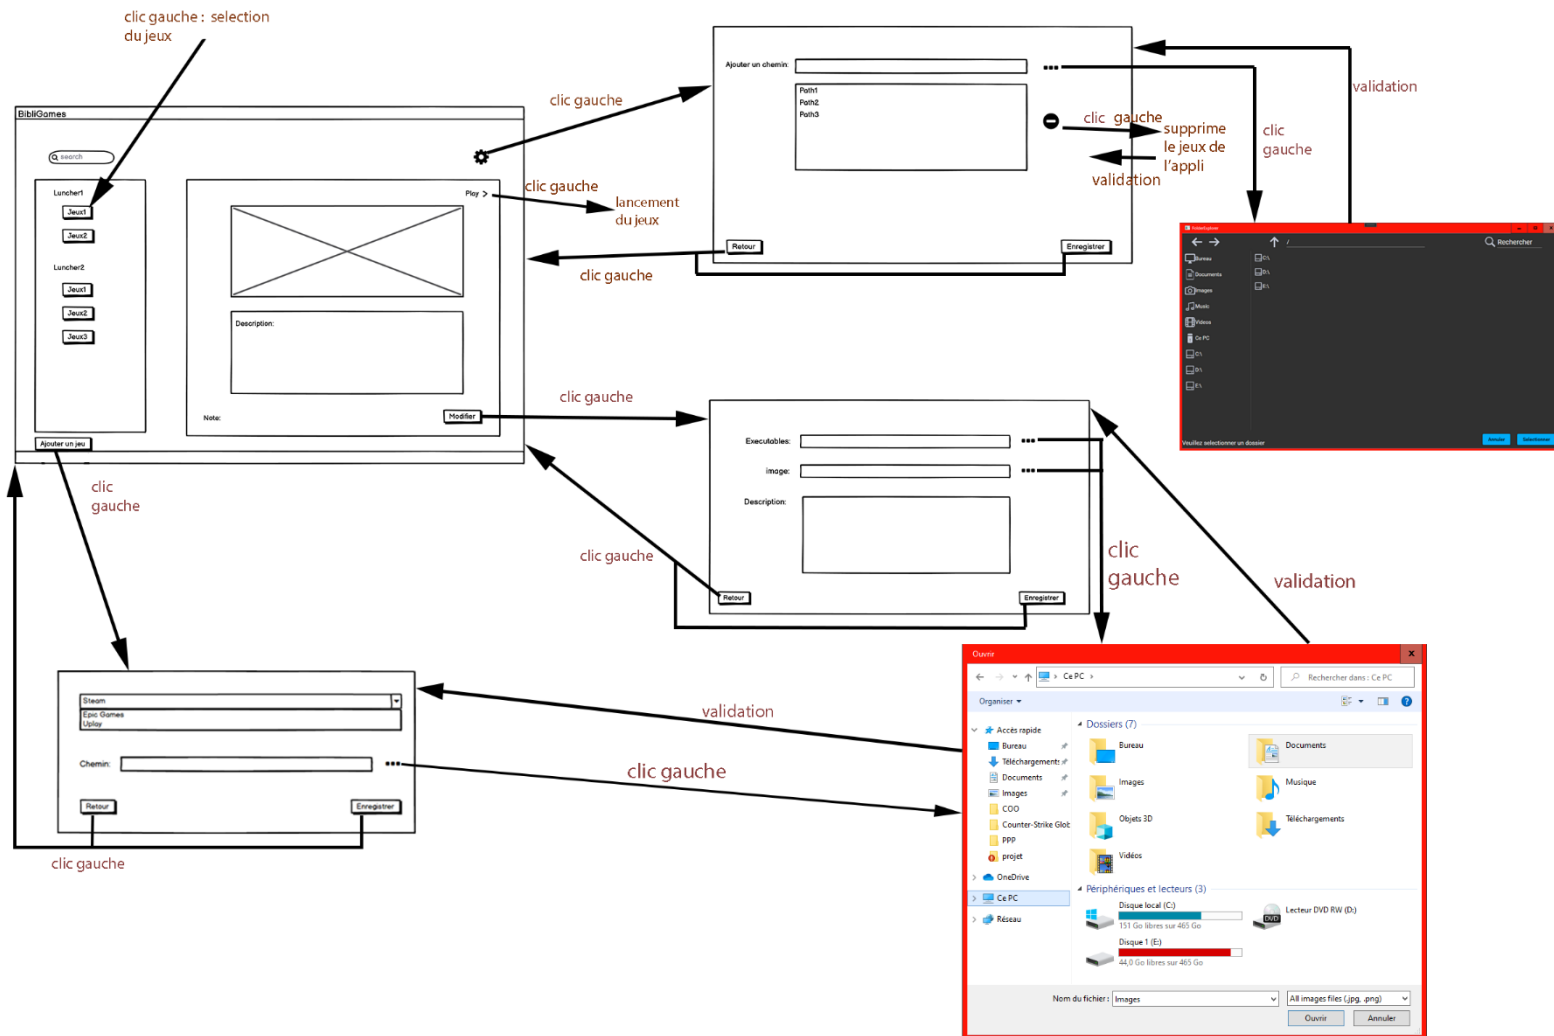 clic gauche : selection
du jeux
BibliGames
search
Luncher1
Jeux1
Jeux2
Luncher2
Jeux1
Jeux2
Jeux3
Ajouter un jeu
Play >
Description:
Note:
Modifier
clic gauche
clic gauche
lancement
du jeux
clic gauche
Ajouter un chemin:
Path1
Path2
Path3
Retour
Enregistrer
clic gauche
supprime
le jeux de
l'appli
validation
clic
gauche
validation
FolderExplorer
/
Rechercher
Bureau
Documents
Images
Music
Videos
Ce PC
C:\
D:\
E:\
C:\
D:\
E:\
Veuillez selectionner un dossier
Annuler
Selectionner
clic gauche
Executables:
image:
Description:
Retour
Enregistrer
clic gauche
clic
gauche
validation
clic
gauche
Steam
Epic Games
Uplay
Chemin:
Retour
Enregistrer
clic gauche
validation
clic gauche
Ouvrir
x
Ce PC
Rechercher dans : Ce PC
Organiser
Accès rapide
Bureau
Téléchargements
Documents
Images
COO
Counter-Strike Glob
PPP
projet
OneDrive
Ce PC
Réseau
Dossiers (7)
Bureau
Documents
Images
Musique
Objets 3D
Téléchargements
Vidéos
Périphériques et lecteurs (3)
Disque local (C:)
151 Go libres sur 465 Go
DVD
Lecteur DVD RW (D:)
Disque 1 (E:)
44,0 Go libres sur 465 Go
Nom du fichier :
Images
All images files (.jpg, .png)
Ouvrir
Annuler